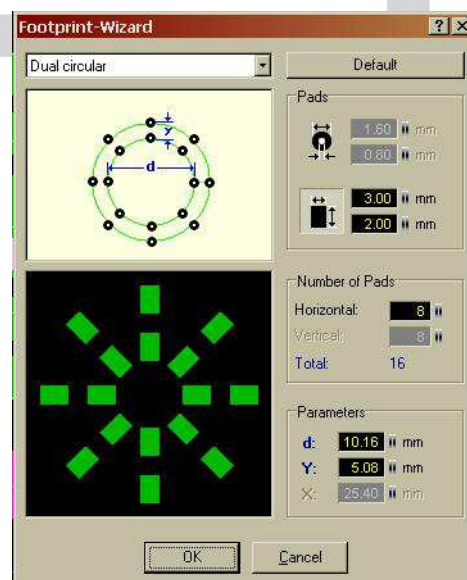 Footprint-Wizard
Dual circular
Default
Y
d
Pads
1.60 mm
0.80 mm
3.00 mm
2.00 mm
Number of Pads
Horizontal: 8
Vertical: 8
Total: 16
Parameters
d: 10.16 mm
Y: 5.08 mm
X: 25.40 mm
OK
Cancel